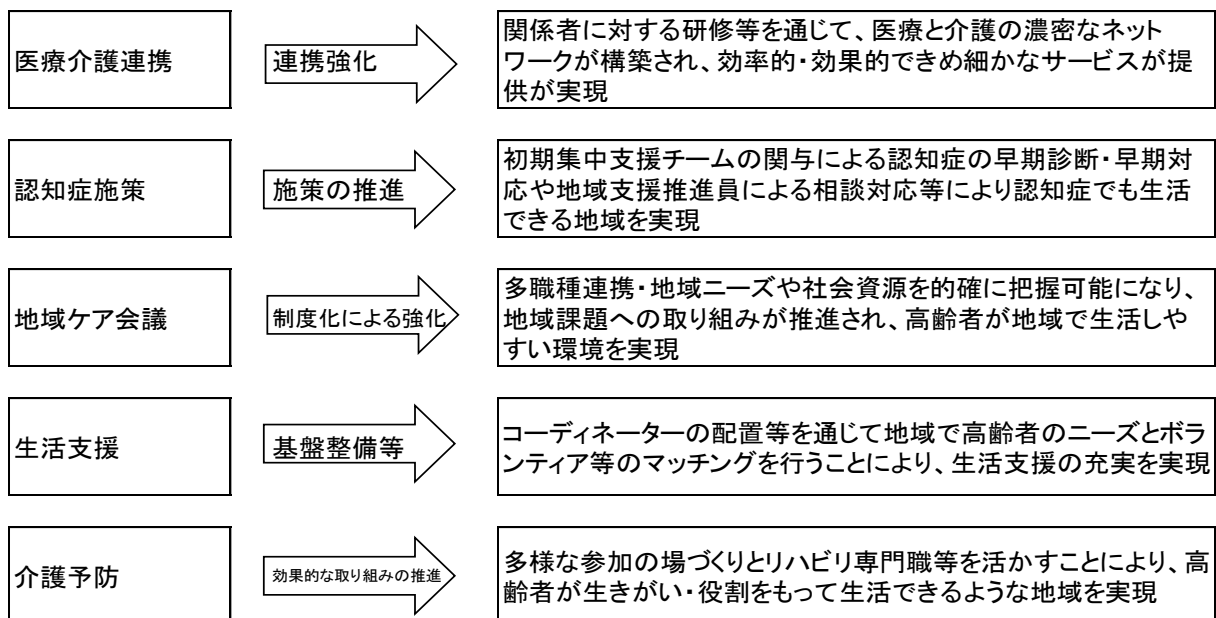 医療介護連携
連携強化
関係者に対する研修等を通じて、医療と介護の濃密なネット
ワークが構築され、効率的・効果的できめ細かなサービスが提
供が実現
認知症施策
施策の推進
初期集中支援チームの関与による認知症の早期診断・早期対
応や地域支援推進員による相談対応等により認知症でも生活
できる地域を実現
地域ケア会議
制度化による強化
多職種連携・地域ニーズや社会資源を的確に把握可能になり、
地域課題への取り組みが推進され、高齢者が地域で生活しや
すい環境を実現
生活支援
基盤整備等
コーディネーターの配置等を通じて地域で高齢者のニーズとボラ
ンティア等のマッチングを行うことにより、生活支援の充実を実現
介護予防
効果的な取り組みの推進
多様な参加の場づくりとリハビリ専門職等を活かすことにより、高
齢者が生きがい・役割をもって生活できるような地域を実現